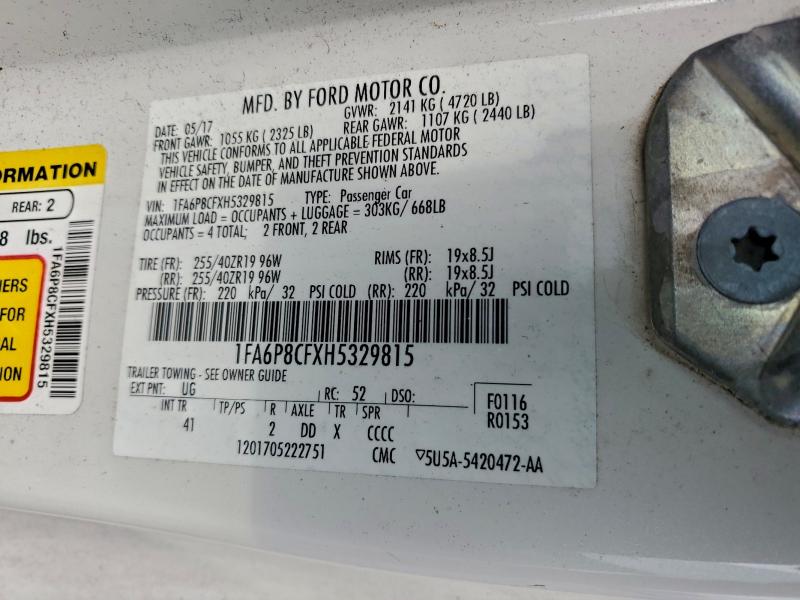 MFD. BY FORD MOTOR CO.
DATE: 05/17 GVWR: 2141 KG ( 4720 LB)
FRONT GAWR: 1055 KG ( 2325 LB) REAR GAWR: 1107 KG ( 2440 LB)
THIS VEHICLE CONFORMS TO ALL APPLICABLE FEDERAL MOTOR
VEHICLE SAFETY, BUMPER, AND THEFT PREVENTION STANDARDS
IN EFFECT ON THE DATE OF MANUFACTURE SHOWN ABOVE.
VIN: 1FA6P8CFXH5329815 TYPE: Passenger Car
MAXIMUM LOAD = OCCUPANTS + LUGGAGE = 303KG/ 668LB
OCCUPANTS = 4 TOTAL; 2 FRONT, 2 REAR
TIRE (FR): 255/40ZR19 96W RIMS (FR): 19x8.5J
(RR): 255/40ZR19 96W (RR): 19x8.5J
PRESSURE (FR): 220 kPa/ 32 PSI COLD (RR): 220 kPa/ 32 PSI COLD
1FA6P8CFXH5329815
TRAILER TOWING - SEE OWNER GUIDE
EXT PNT: UG RC: 52 DSO: F0116
INT TR TP/PS R AXLE TR SPR R0153
41 2 DD X CCCC
1201705222751 CMC ▽5U5A-5420472-AA
ORMATION
REAR: 2
8 lbs.
FOR
AL
ION
1FA6P8CFXH5329815